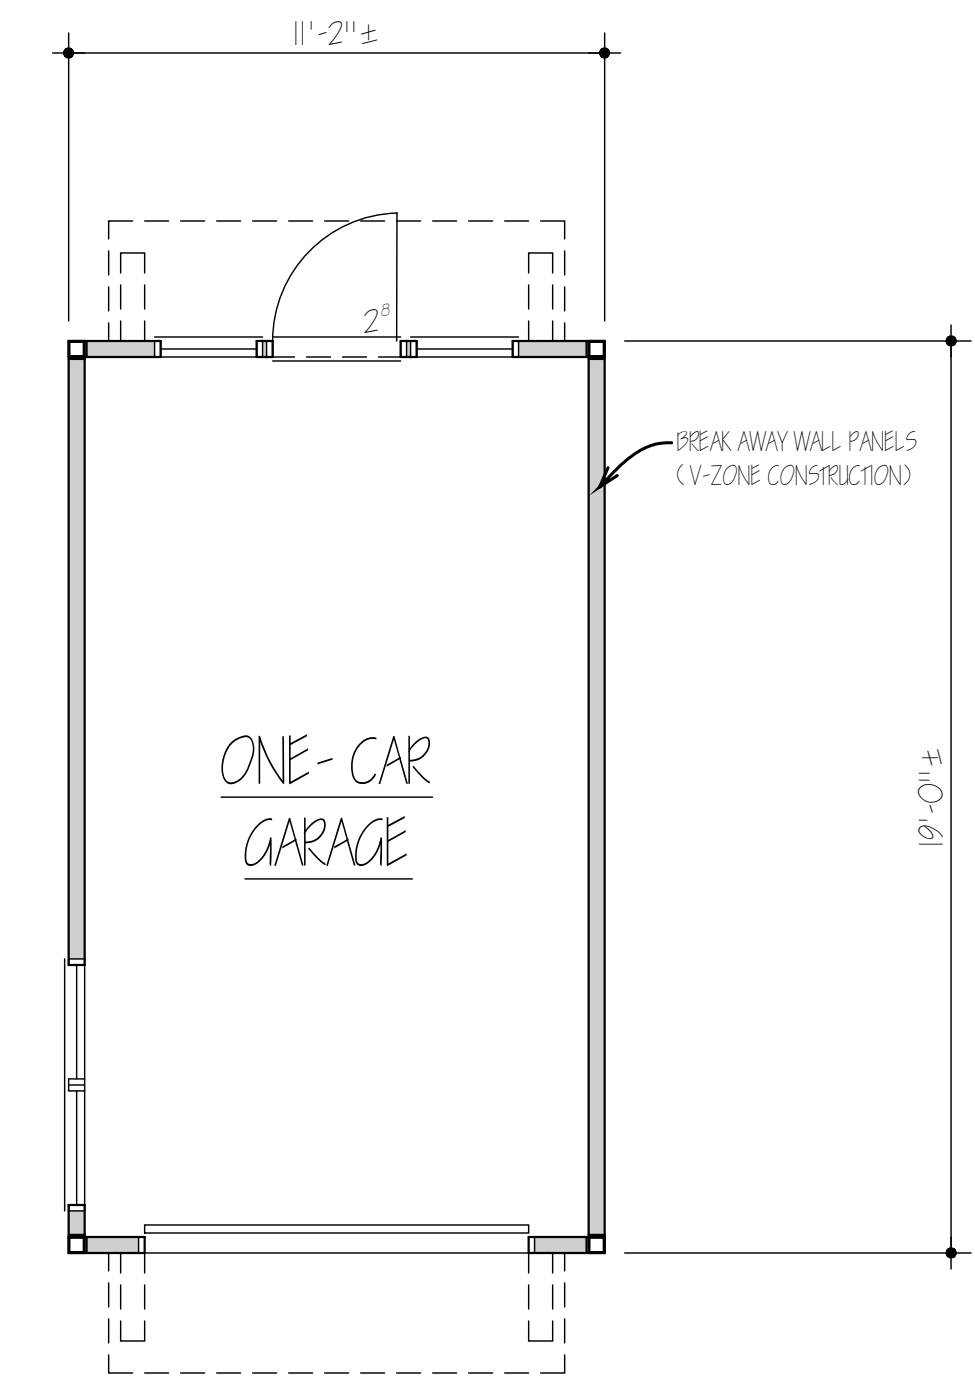 11'-2"±
2⁸
BREAK AWAY WALL PANELS
(V-ZONE CONSTRUCTION)
ONE-CAR
GARAGE
19'-0"±